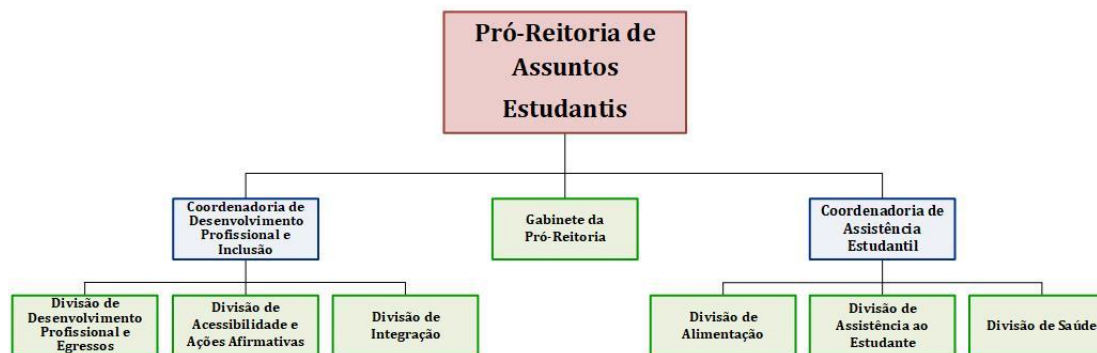 Pró-Reitoria de
Assuntos
Estudantis
Coordenadoria de
Desenvolvimento
Profissional e
Inclusão
Gabinete da
Pró-Reitoria
Coordenadoria de
Assistência
Estudantil
Divisão de
Desenvolvimento
Profissional e
Egressos
Divisão de
Acessibilidade e
Ações Afirmativas
Divisão de
Integração
Divisão de
Alimentação
Divisão de
Assistência ao
Estudante
Divisão de Saúde